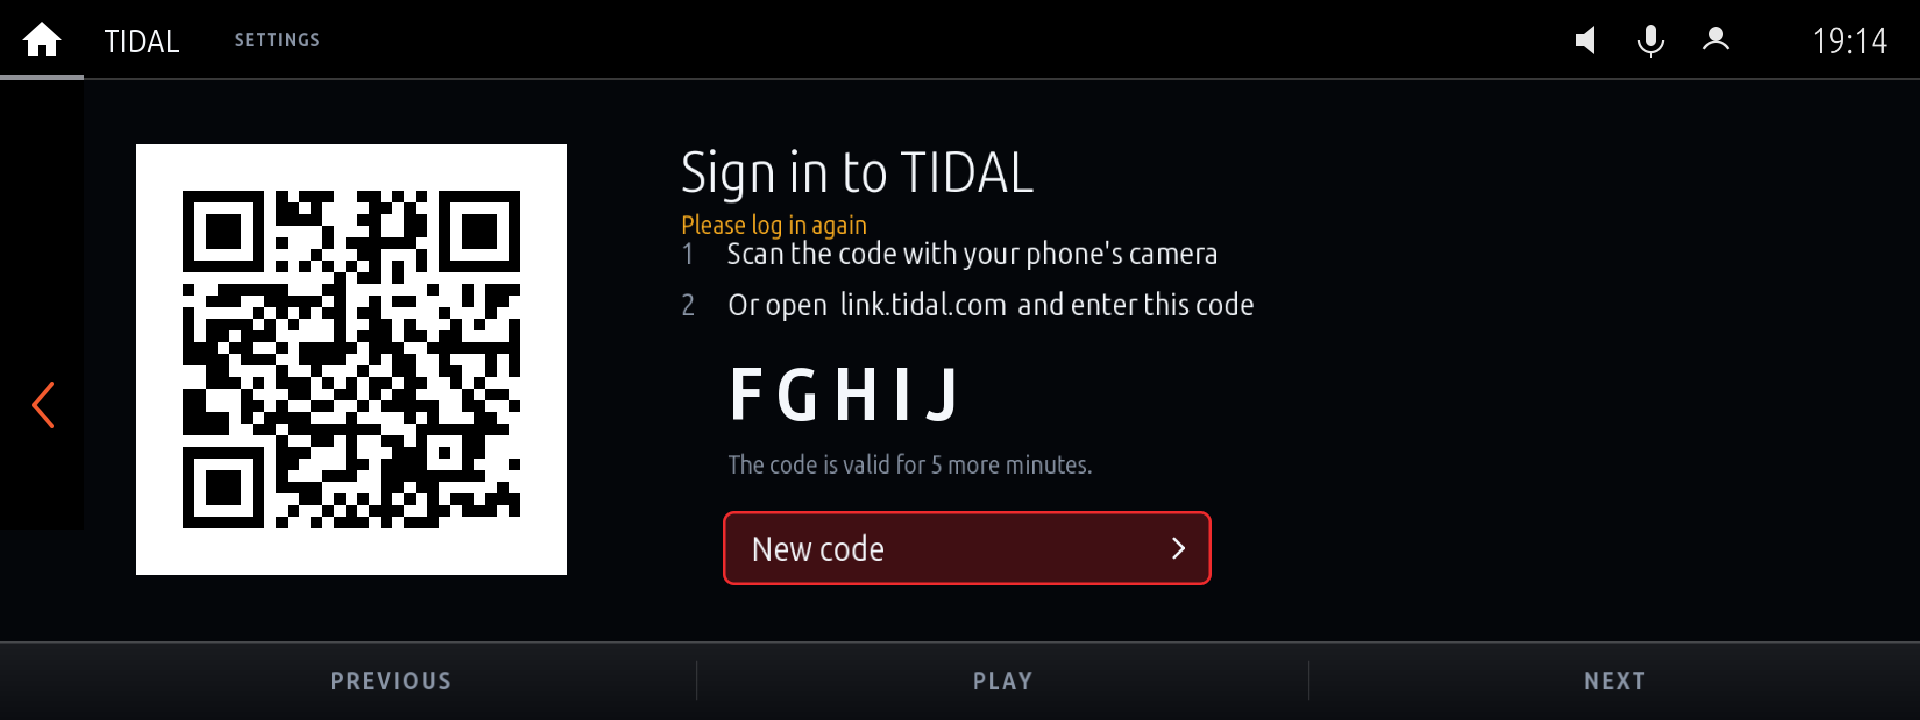 TIDAL SETTINGS 19:14
Sign in to TIDAL
Please log in again
1 Scan the code with your phone's camera
2 Or open link.tidal.com and enter this code
FGHIJ
The code is valid for 5 more minutes.
New code
PREVIOUS PLAY NEXT